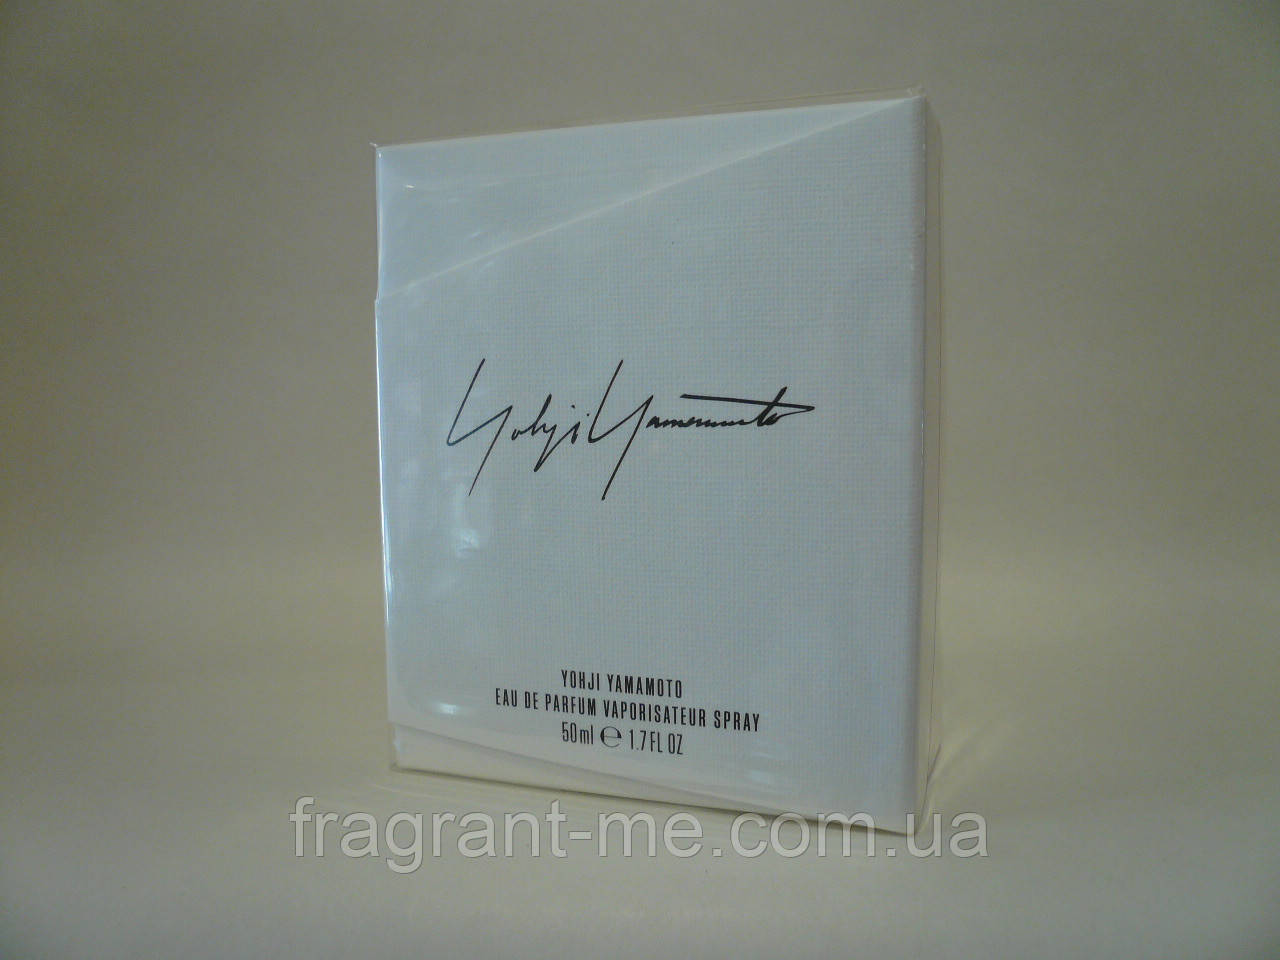 Yohji Yamamoto
YOHJI YAMAMOTO
EAU DE PARFUM VAPORISATEUR SPRAY
50ml ℮ 1.7 FL OZ
fragrant-me.com.ua